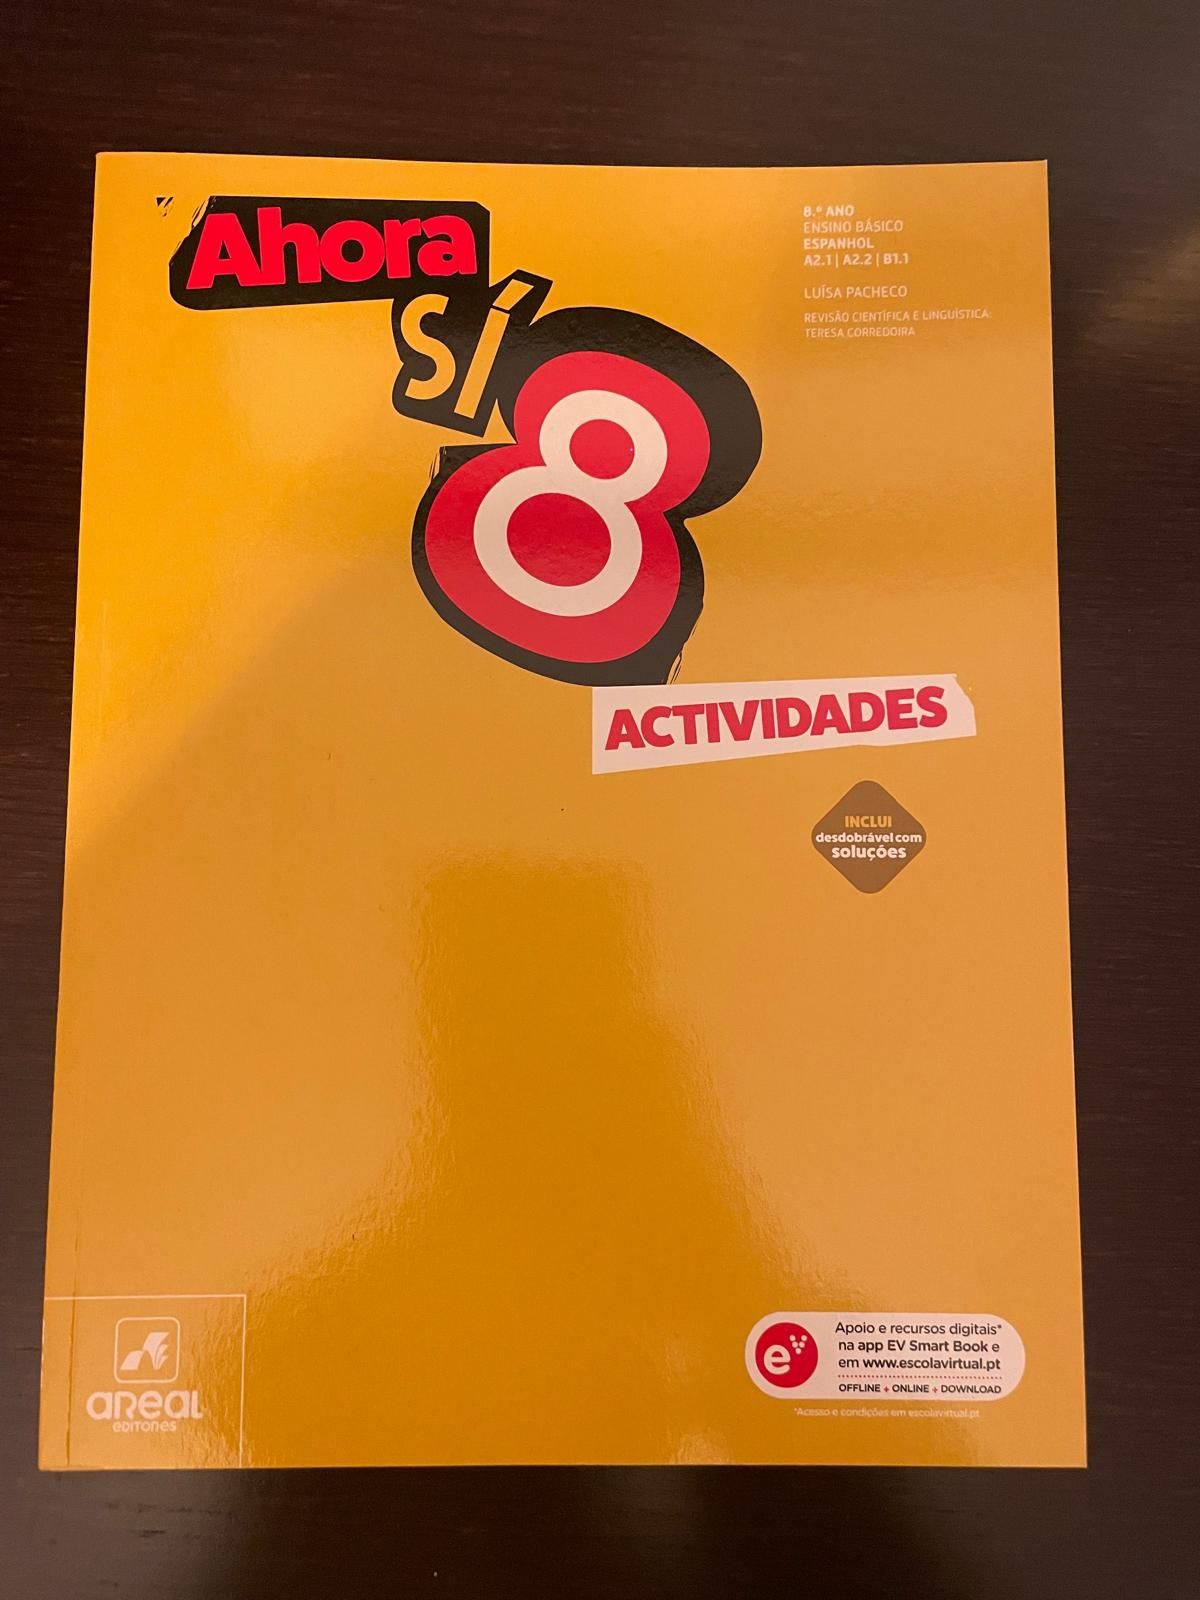 Ahora
SÍ
8
8.º ANO
ENSINO BÁSICO
ESPANHOL
A2.1 | A2.2 | B1.1
LUÍSA PACHECO
REVISÃO CIENTÍFICA E LINGUÍSTICA:
TERESA CORREDOIRA
ACTIVIDADES
INCLUI
desdobrável com
soluções
areal
EDITORES
e
Apoio e recursos digitais*
na app EV Smart Book e
em www.escolavirtual.pt
OFFLINE + ONLINE + DOWNLOAD
*Acesso e condições em escolavirtual.pt